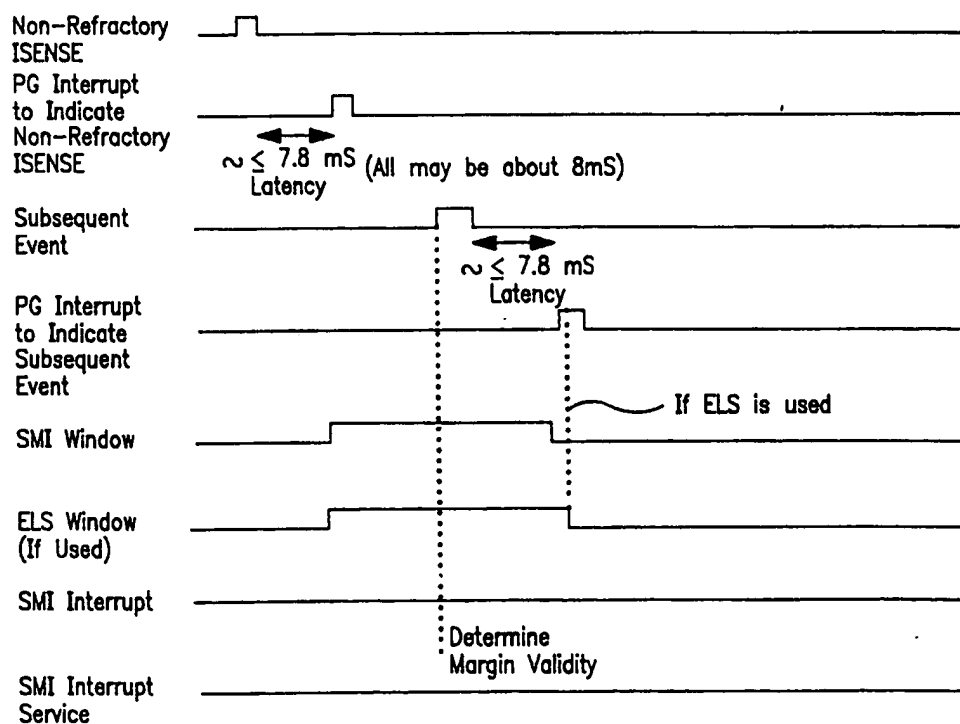 Non-Refractory
ISENSE
PG Interrupt
to Indicate
Non-Refractory
ISENSE
~ ≤ 7.8 mS (All may be about 8mS)
Latency
Subsequent
Event
~ ≤ 7.8 mS
Latency
PG Interrupt
to Indicate
Subsequent
Event
If ELS is used
SMI Window
ELS Window
(If Used)
SMI Interrupt
Determine
Margin Validity
SMI Interrupt
Service